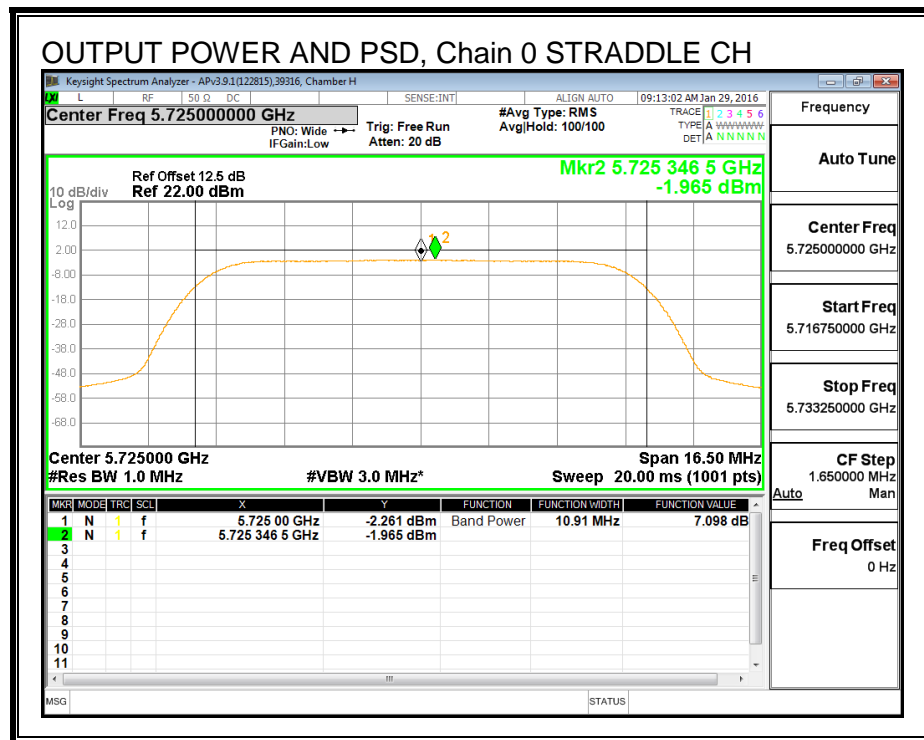 OUTPUT POWER AND PSD, Chain 0 STRADDLE CH
Keysight Spectrum Analyzer - APv3.9.1(122815),39316, Chamber H
LXI L RF 50 Ω DC SENSE:INT ALIGN AUTO 09:13:02 AM Jan 29, 2016
Center Freq 5.725000000 GHz
PNO: Wide
IFGain:Low
Trig: Free Run
Atten: 20 dB
#Avg Type: RMS
Avg|Hold: 100/100
TRACE 1 2 3 4 5 6
TYPE A WWWWW
DET A N N N N N
Ref Offset 12.5 dB
Ref 22.00 dBm
10 dB/div
Log
Mkr2 5.725 346 5 GHz
-1.965 dBm
12.0
2.00
-8.00
-18.0
-28.0
-38.0
-48.0
-58.0
-68.0
1 2
Center 5.725000 GHz Span 16.50 MHz
#Res BW 1.0 MHz #VBW 3.0 MHz* Sweep 20.00 ms (1001 pts)
MKR MODE TRC SCL X Y FUNCTION FUNCTION WIDTH FUNCTION VALUE
1 N 1 f 5.725 00 GHz -2.261 dBm Band Power 10.91 MHz 7.098 dB
2 N 1 f 5.725 346 5 GHz -1.965 dBm
3
4
5
6
7
8
9
10
11
MSG STATUS
Frequency
Auto Tune
Center Freq
5.725000000 GHz
Start Freq
5.716750000 GHz
Stop Freq
5.733250000 GHz
CF Step
1.650000 MHz
Auto Man
Freq Offset
0 Hz